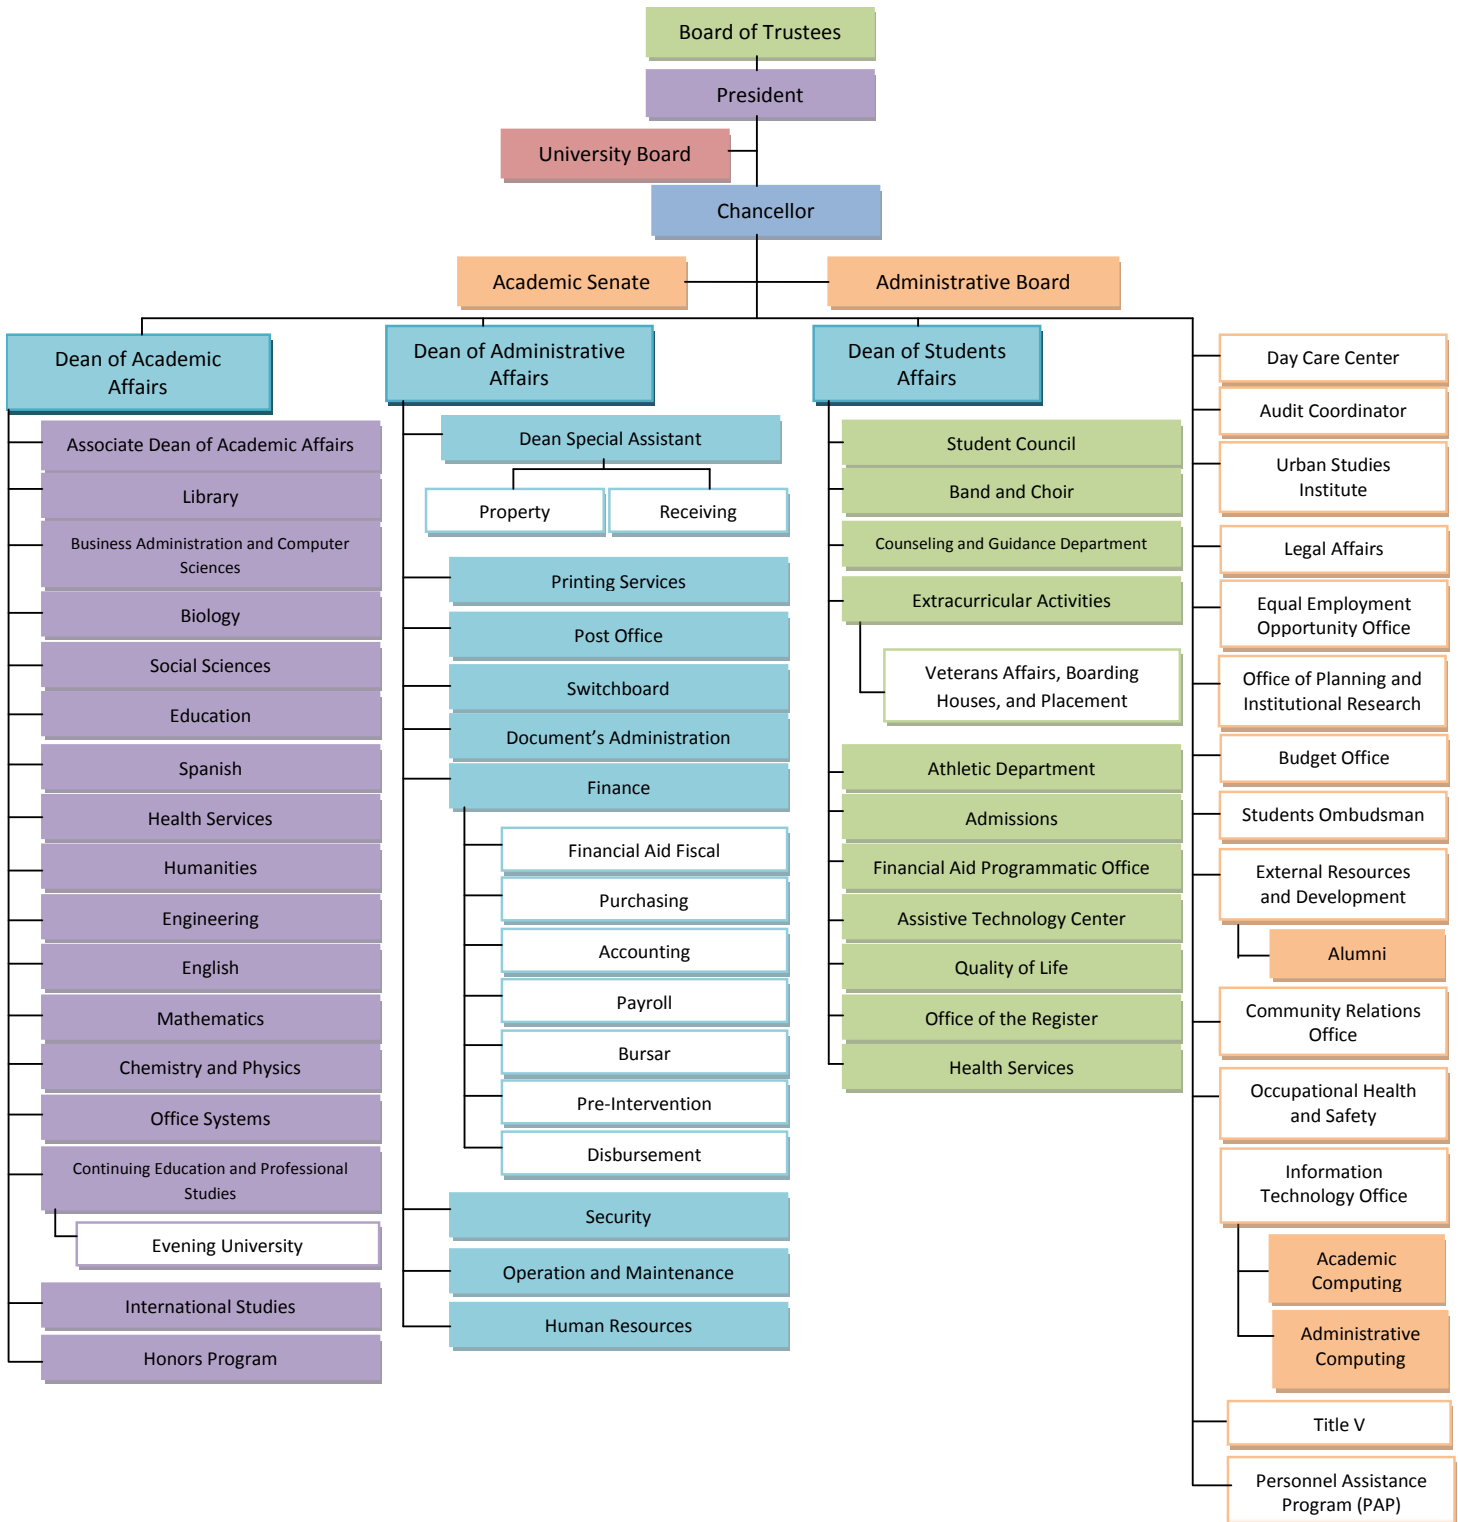 Board of Trustees
President
University Board
Chancellor
Academic Senate
Administrative Board
Dean of Academic
Affairs
Associate Dean of Academic Affairs
Library
Business Administration and Computer
Sciences
Biology
Social Sciences
Education
Spanish
Health Services
Humanities
Engineering
English
Mathematics
Chemistry and Physics
Office Systems
Continuing Education and Professional
Studies
Evening University
International Studies
Honors Program
Dean of Administrative
Affairs
Dean Special Assistant
Property
Receiving
Printing Services
Post Office
Switchboard
Document’s Administration
Finance
Financial Aid Fiscal
Purchasing
Accounting
Payroll
Bursar
Pre-Intervention
Disbursement
Security
Operation and Maintenance
Human Resources
Dean of Students
Affairs
Student Council
Band and Choir
Counseling and Guidance Department
Extracurricular Activities
Veterans Affairs, Boarding
Houses, and Placement
Athletic Department
Admissions
Financial Aid Programmatic Office
Assistive Technology Center
Quality of Life
Office of the Register
Health Services
Day Care Center
Audit Coordinator
Urban Studies
Institute
Legal Affairs
Equal Employment
Opportunity Office
Office of Planning and
Institutional Research
Budget Office
Students Ombudsman
External Resources
and Development
Alumni
Community Relations
Office
Occupational Health
and Safety
Information
Technology Office
Academic
Computing
Administrative
Computing
Title V
Personnel Assistance
Program (PAP)